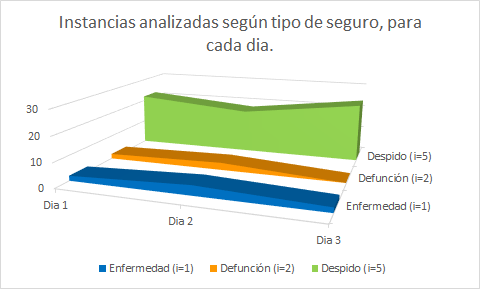 Instancias analizadas según tipo de seguro, para
cada dia.
30
20
10
0
Dia 1
Dia 2
Dia 3
Despido (i=5)
Defunción (i=2)
Enfermedad (i=1)
Enfermedad (i=1) Defunción (i=2) Despido (i=5)